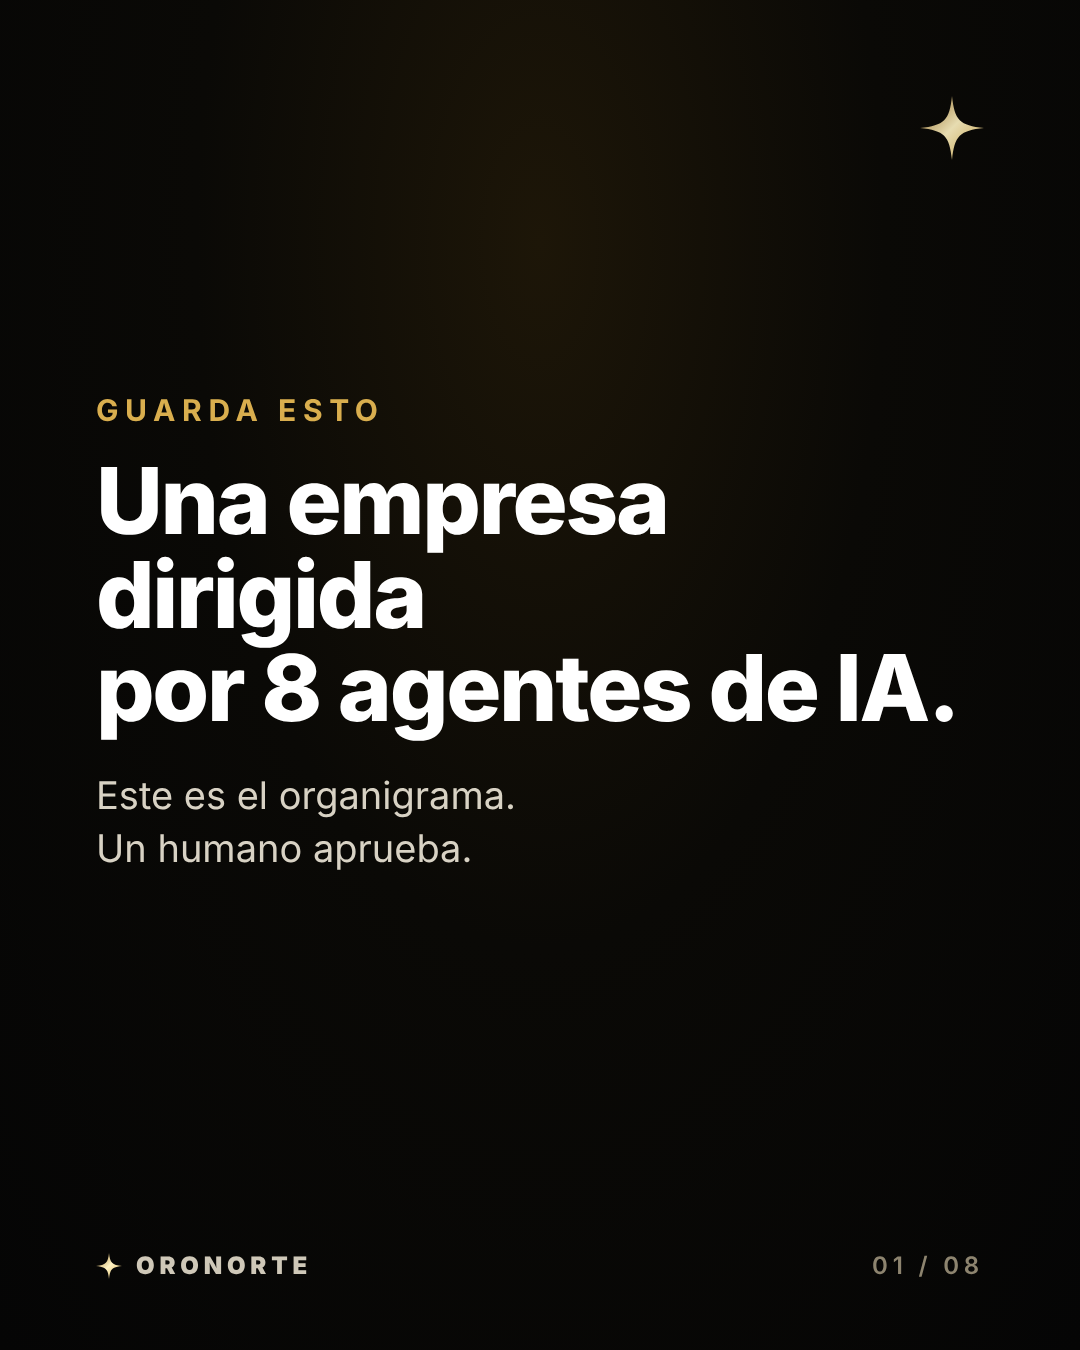 GUARDA ESTO
Una empresa
dirigida
por 8 agentes de IA.
Este es el organigrama.
Un humano aprueba.
ORONORTE
01 / 08